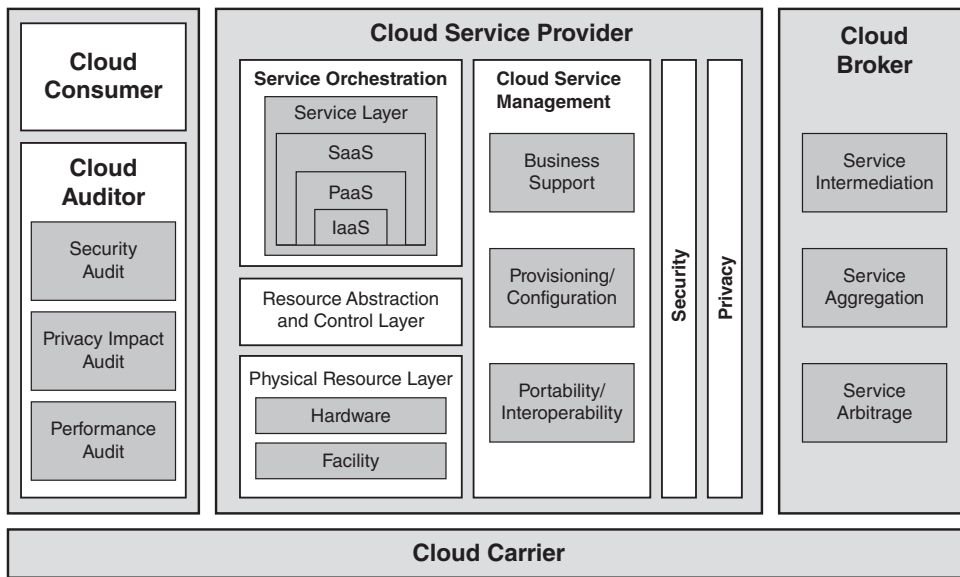 Cloud
Consumer
Cloud
Auditor
Security
Audit
Privacy Impact
Audit
Performance
Audit
Cloud Service Provider
Service Orchestration
Service Layer
SaaS
PaaS
IaaS
Resource Abstraction
and Control Layer
Physical Resource Layer
Hardware
Facility
Cloud Service
Management
Business
Support
Provisioning/
Configuration
Portability/
Interoperability
Security
Privacy
Cloud
Broker
Service
Intermediation
Service
Aggregation
Service
Arbitrage
Cloud Carrier